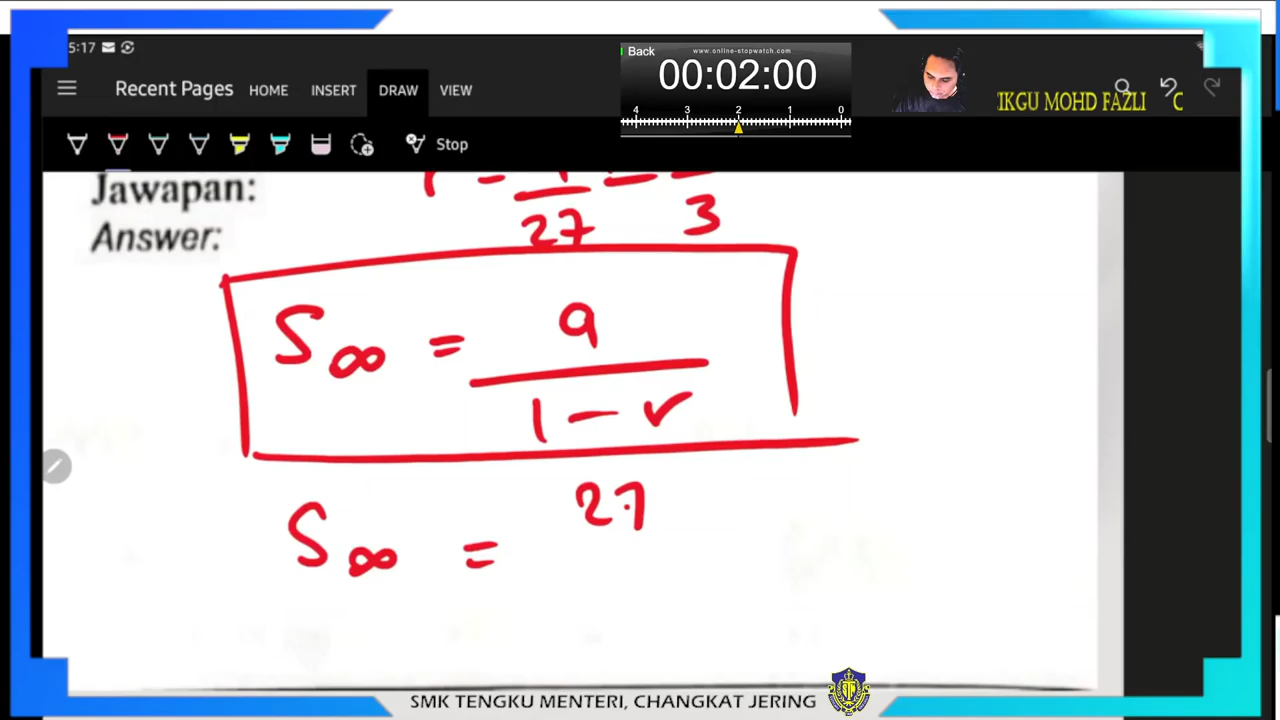 5:17
Back
www.online-stopwatch.com
00:02:00
4 3 2 1 0
Recent Pages HOME INSERT DRAW VIEW
IKGU MOHD FAZLI
Stop
Jawapan:
Answer:
27 3
S∞ = a / 1 - r
S∞ = 27
SMK TENGKU MENTERI, CHANGKAT JERING